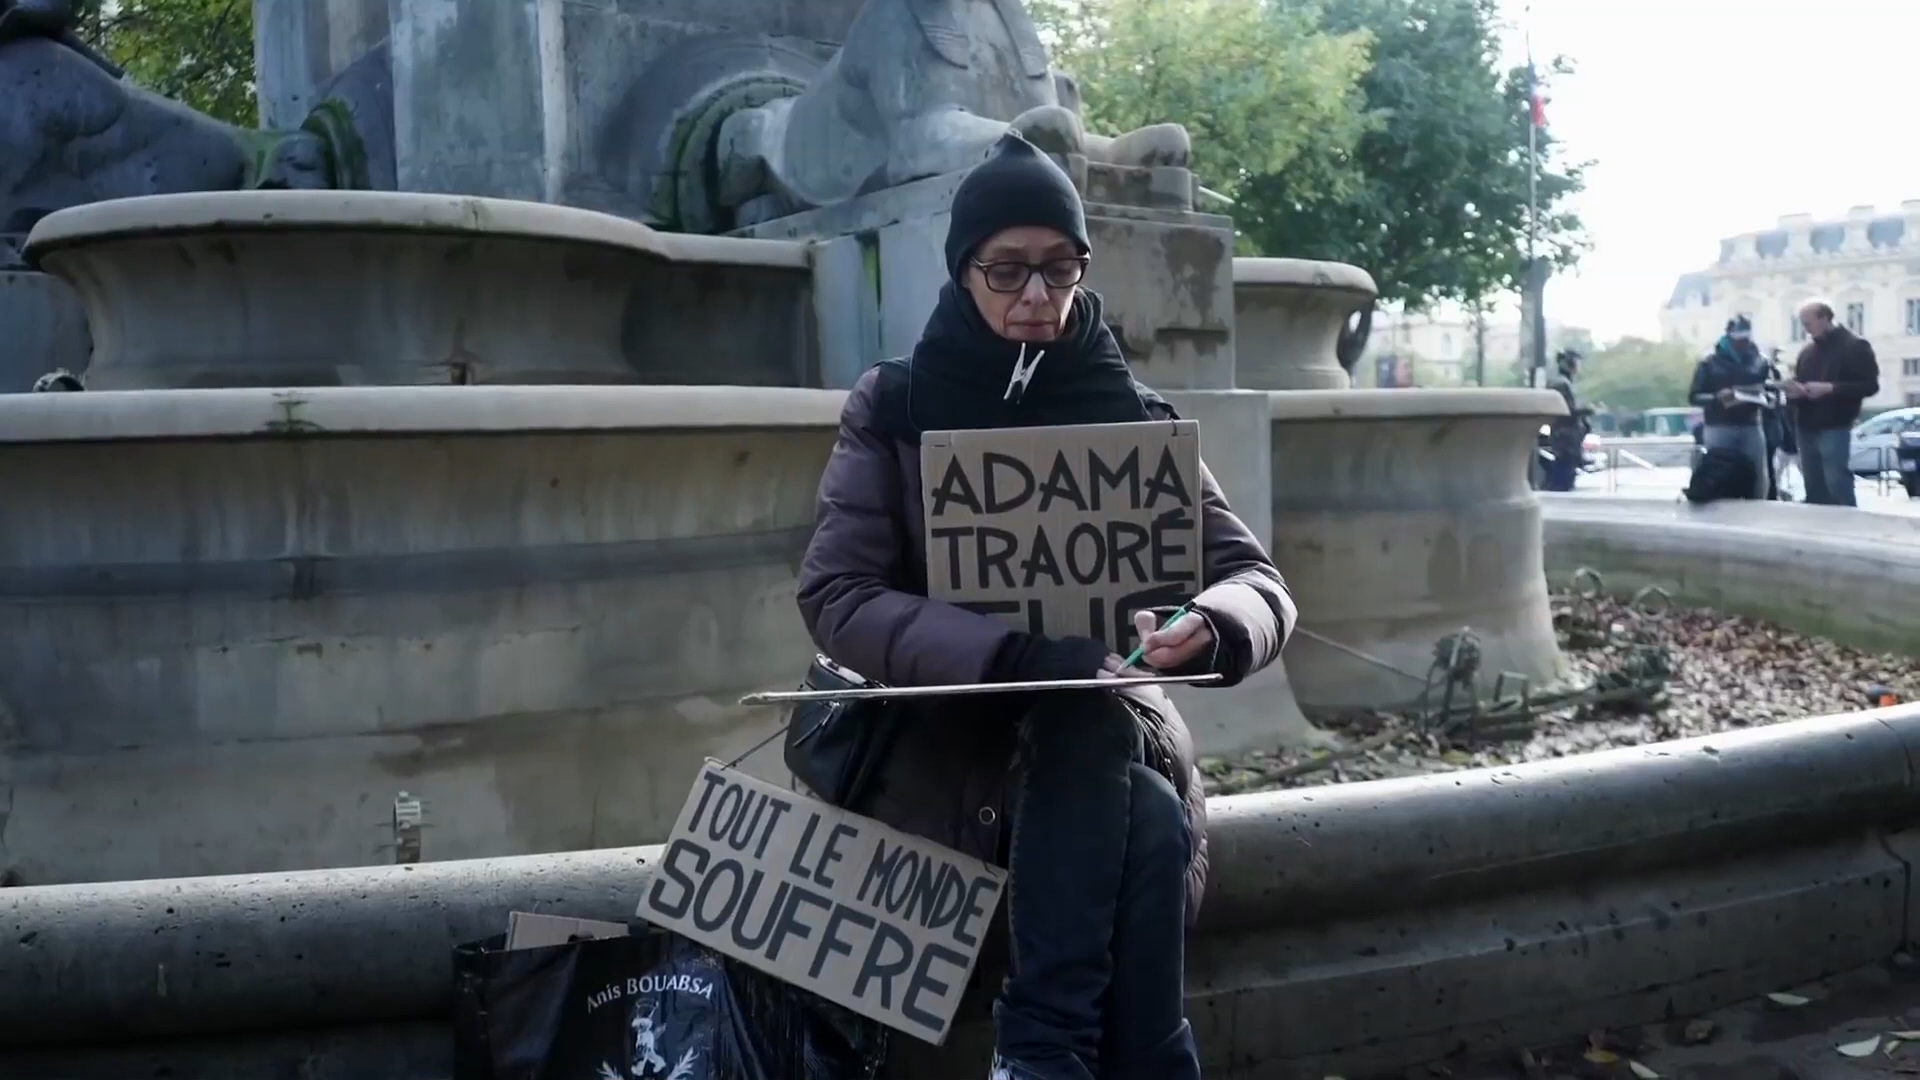 ADAMA
TRAORÉ
TOUT LE MONDE
SOUFFRE
Anis BOUABSA